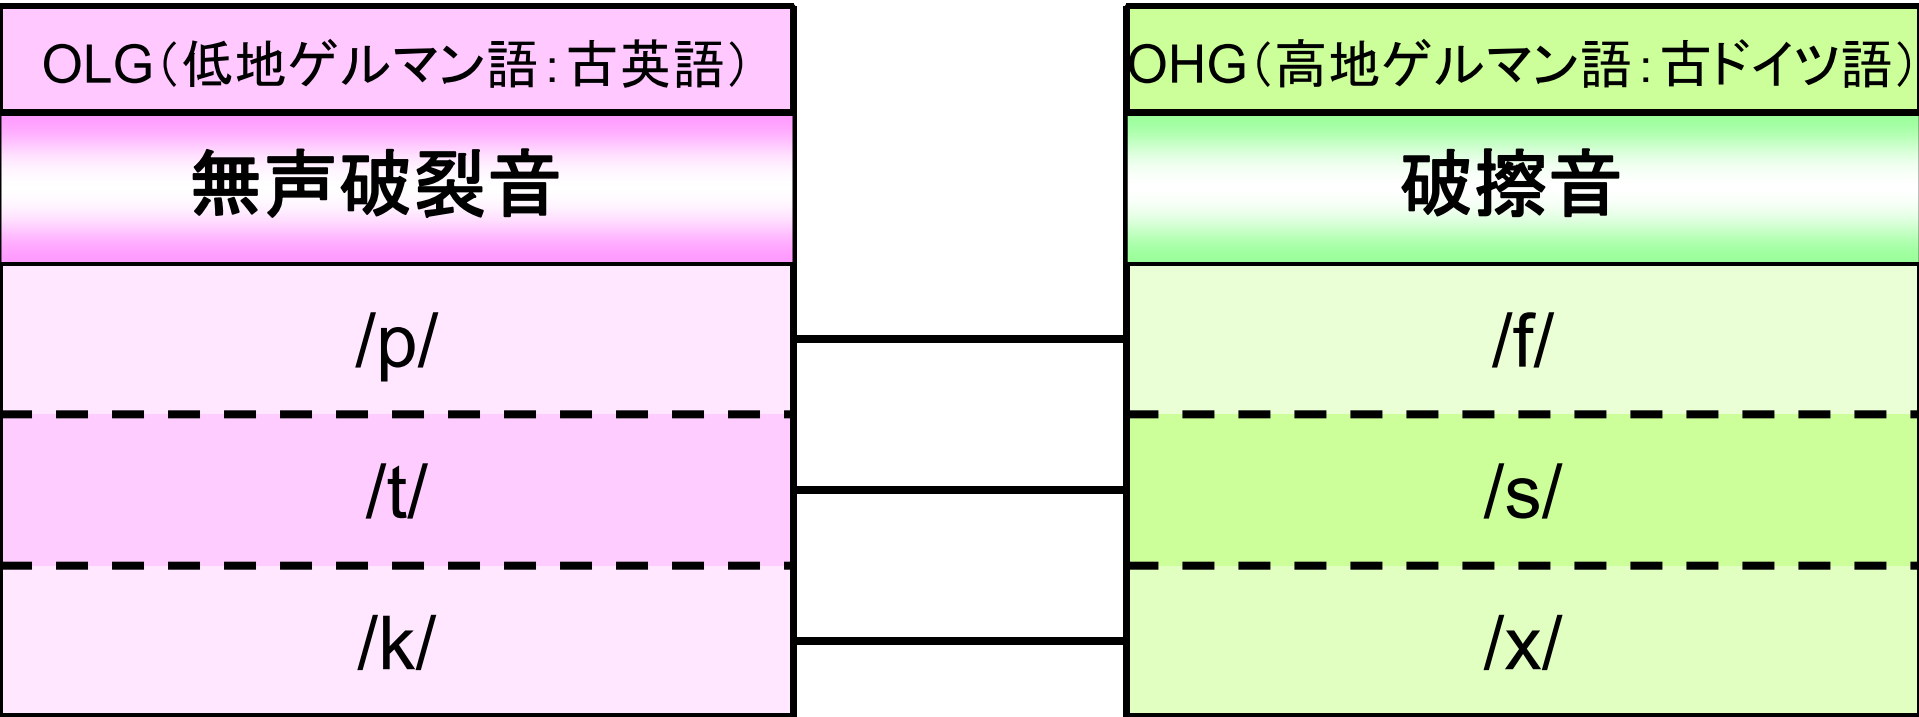 OLG（低地ゲルマン語：古英語）
無声破裂音
/p/
/t/
/k/
OHG（高地ゲルマン語：古ドイツ語）
破擦音
/f/
/s/
/x/